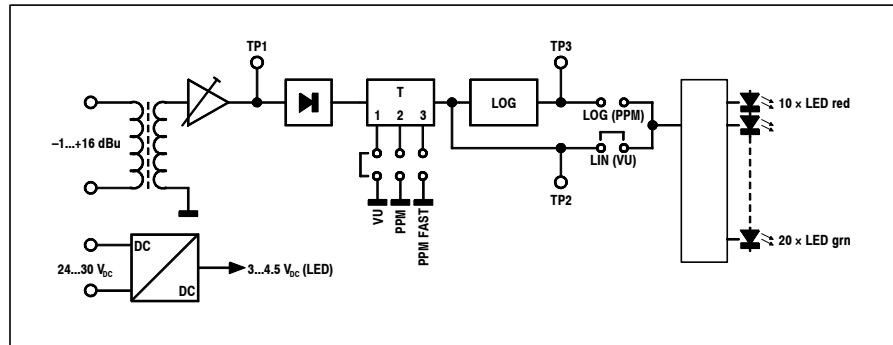 TP1
TP3
T
1 2 3
LOG
LOG (PPM)
10 × LED red
–1...+16 dBu
LIN (VU)
TP2
VU
PPM
PPM FAST
20 × LED grn
DC
24...30 VDC
3...4.5 VDC (LED)
DC